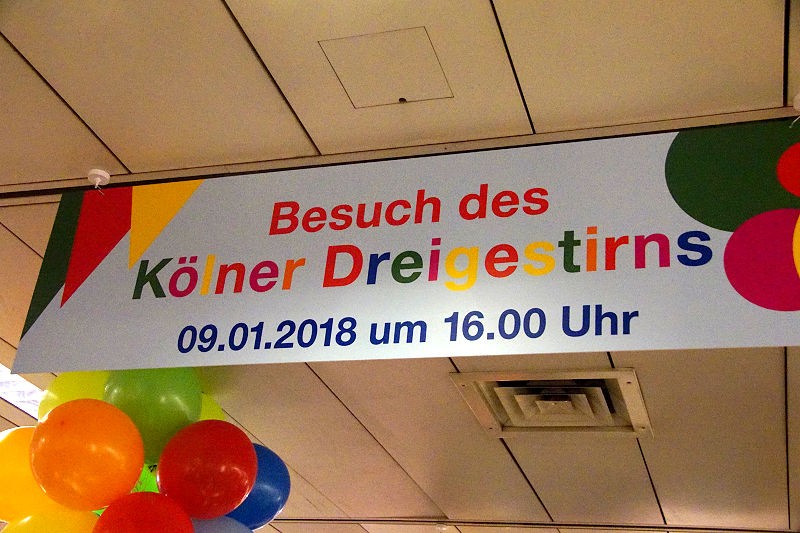 Besuch des
Kölner Dreigestirns
09.01.2018 um 16.00 Uhr